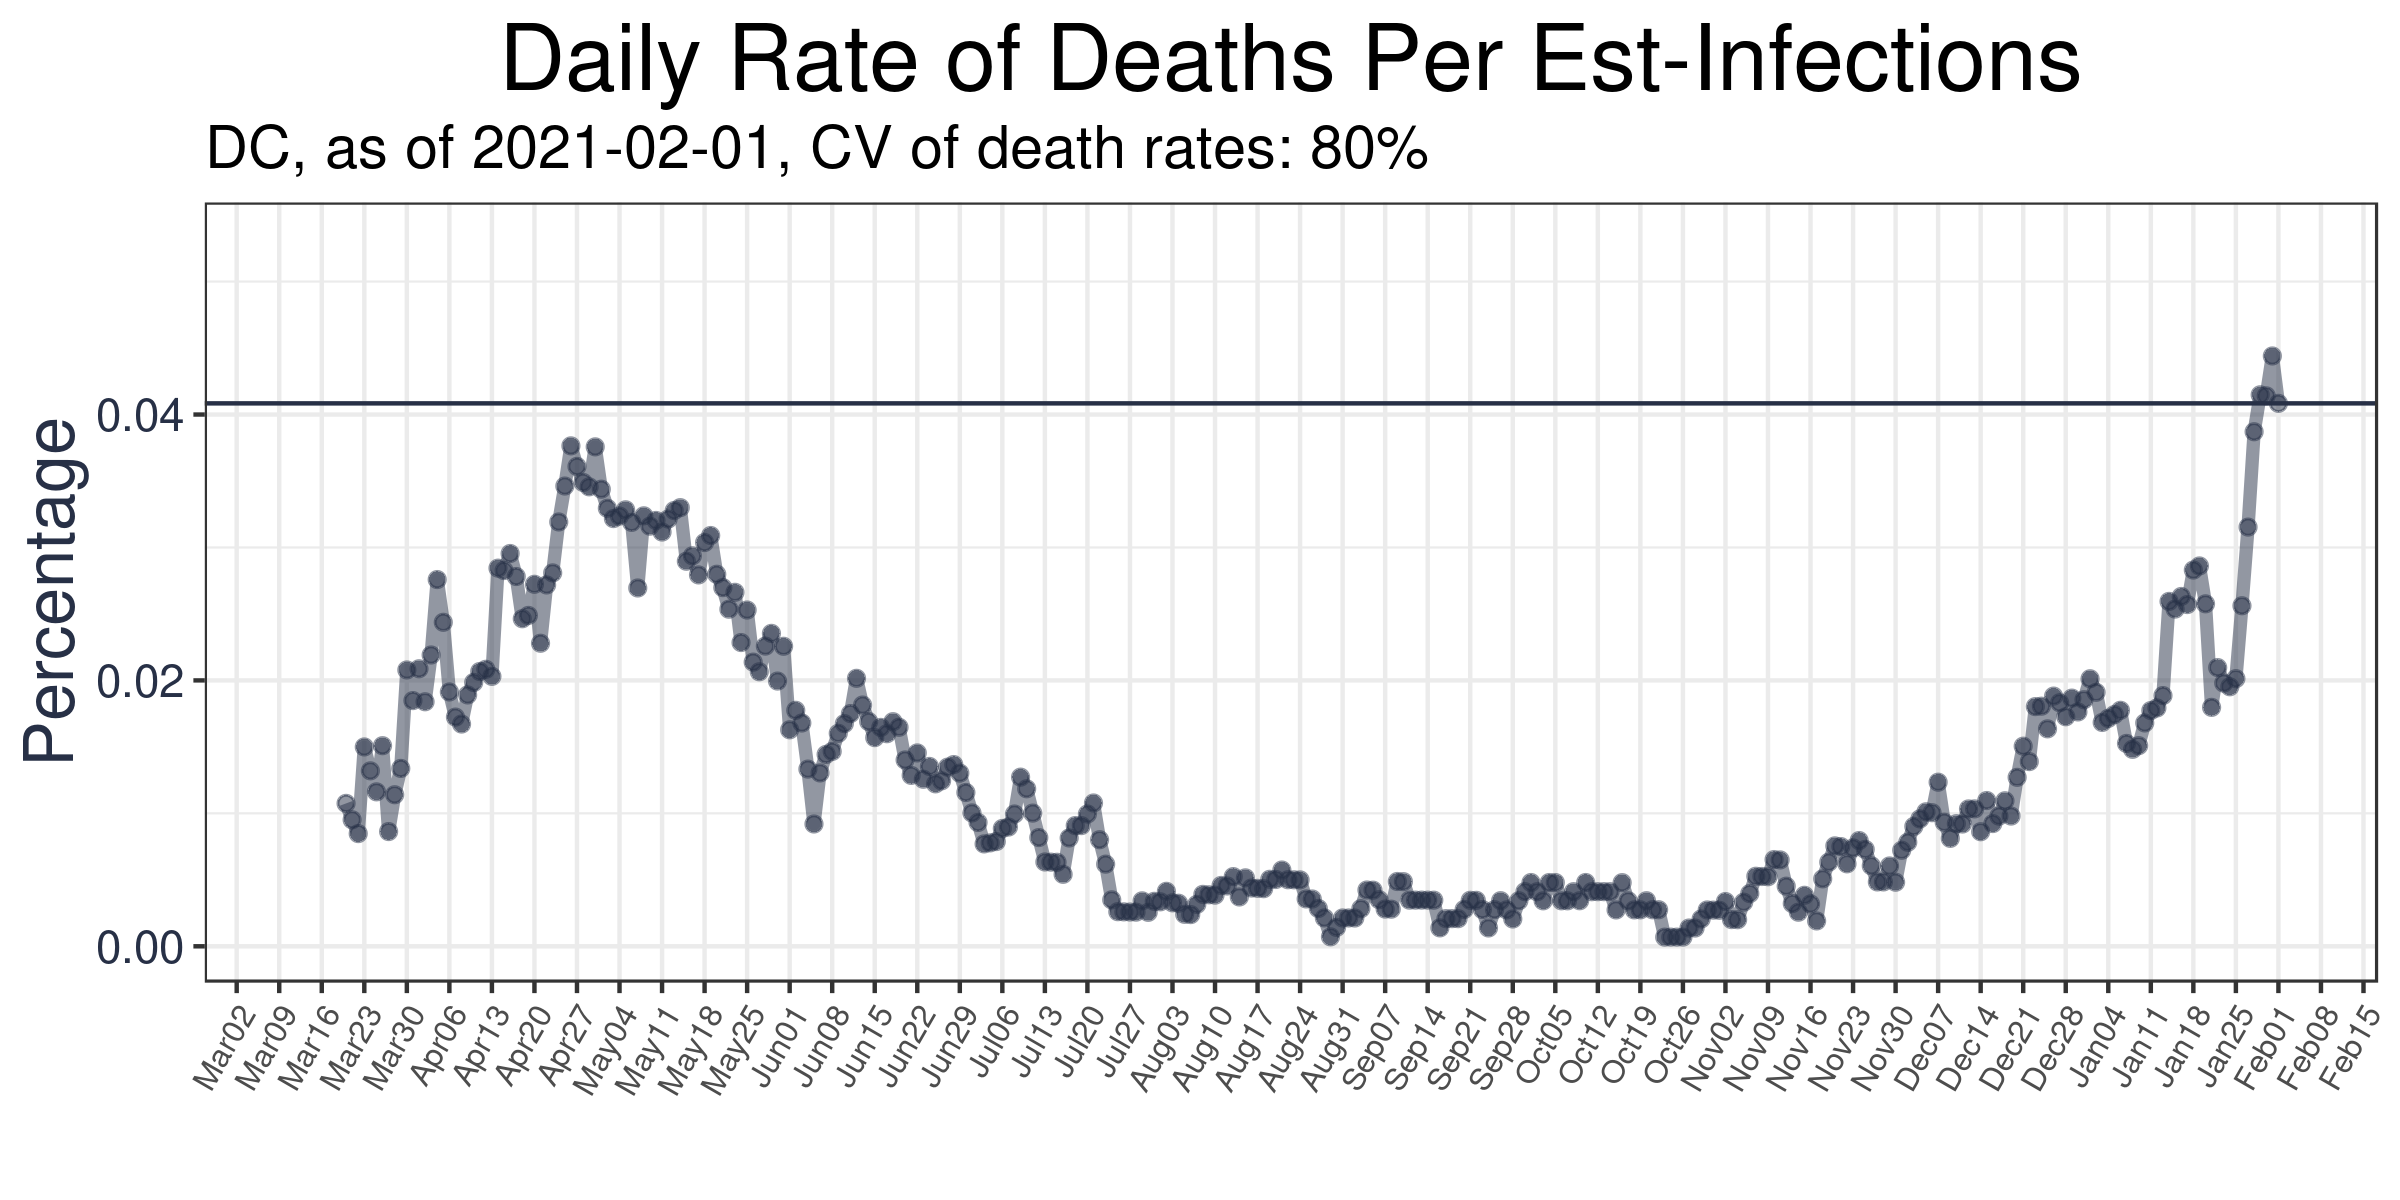 Daily Rate of Deaths Per Est-Infections
DC, as of 2021-02-01, CV of death rates: 80%
Percentage
0.04
0.02
0.00
Mar02
Mar09
Mar16
Mar23
Mar30
Apr06
Apr13
Apr20
Apr27
May04
May11
May18
May25
Jun01
Jun08
Jun15
Jun22
Jun29
Jul06
Jul13
Jul20
Jul27
Aug03
Aug10
Aug17
Aug24
Aug31
Sep07
Sep14
Sep21
Sep28
Oct05
Oct12
Oct19
Oct26
Nov02
Nov09
Nov16
Nov23
Nov30
Dec07
Dec14
Dec21
Dec28
Jan04
Jan11
Jan18
Jan25
Feb01
Feb08
Feb15